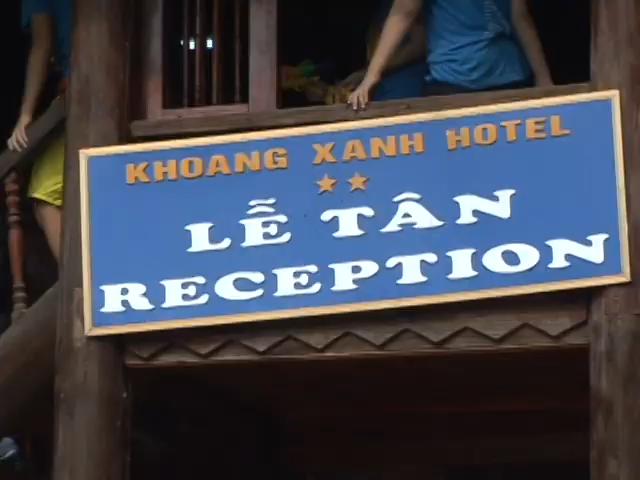 KHOANG XANH HOTEL
LỄ TÂN
RECEPTION